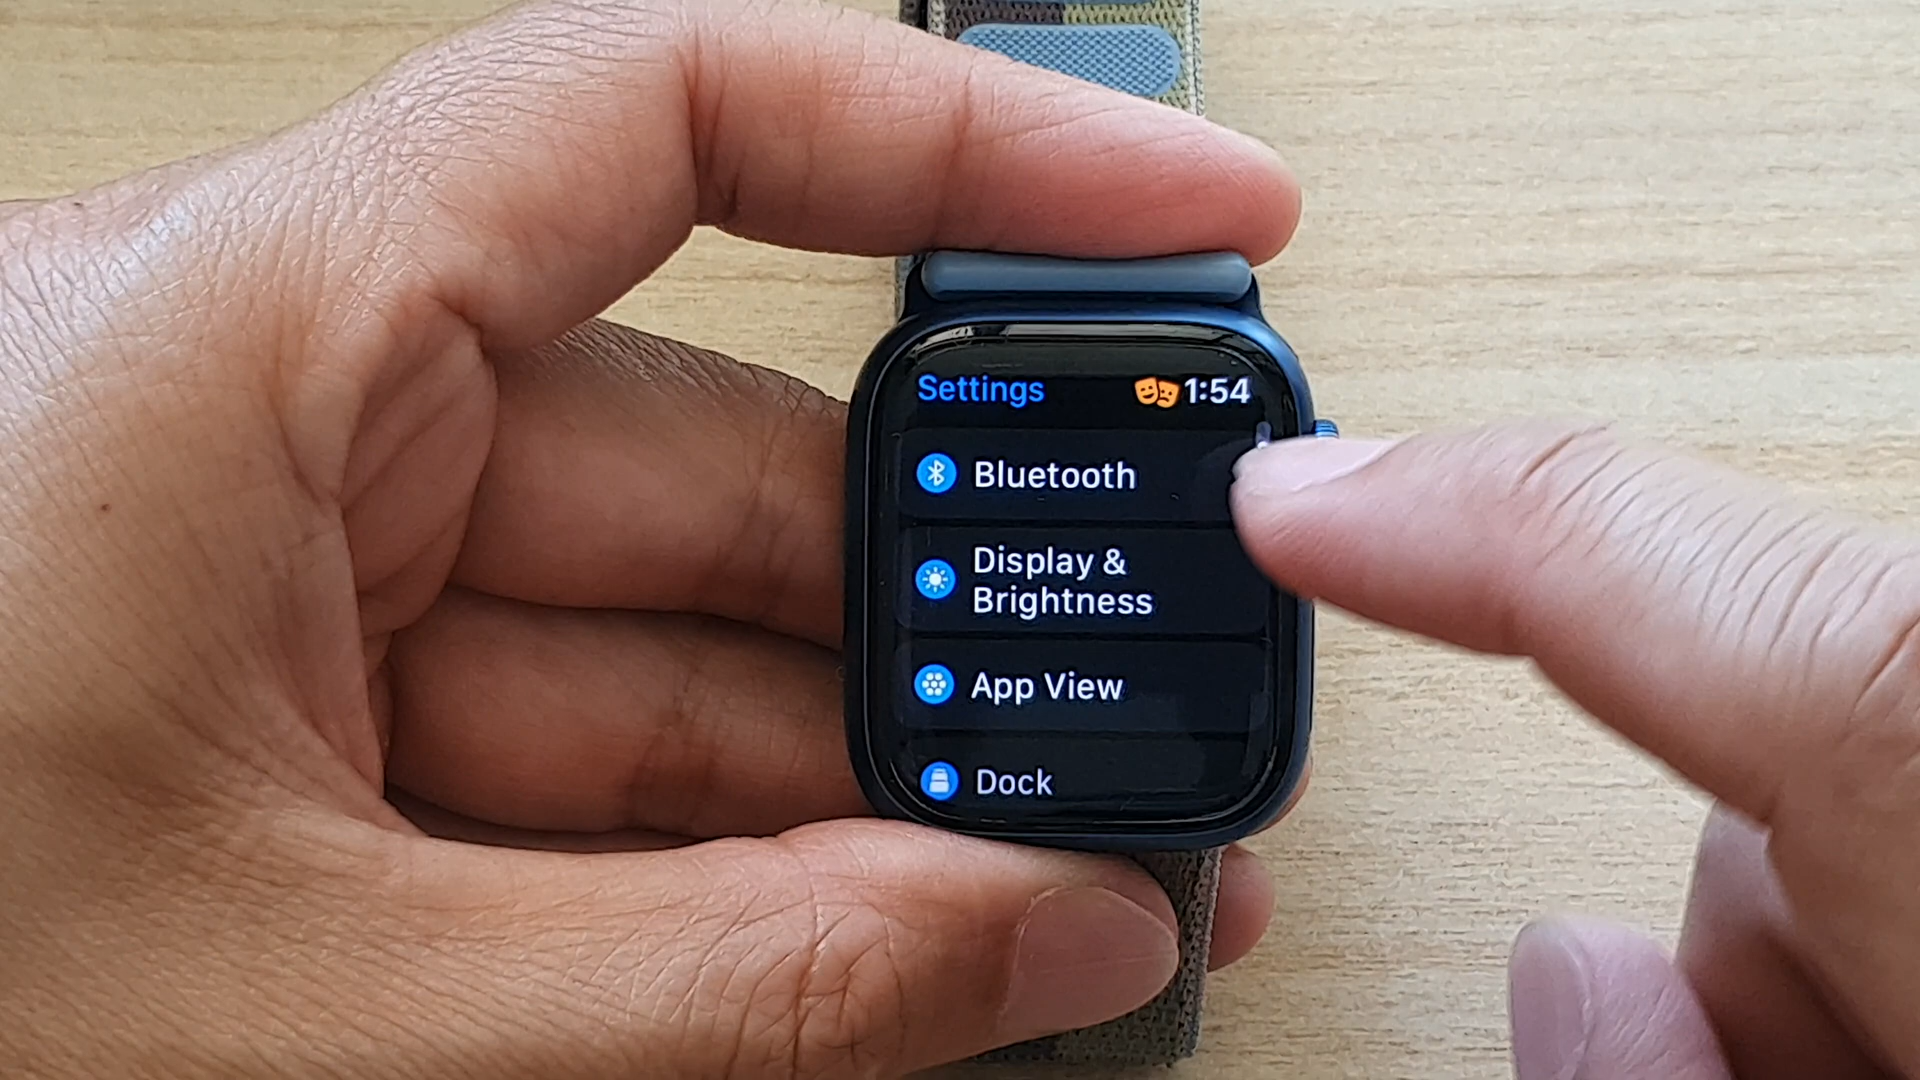 Settings 1:54
Bluetooth
Display &
Brightness
App View
Dock